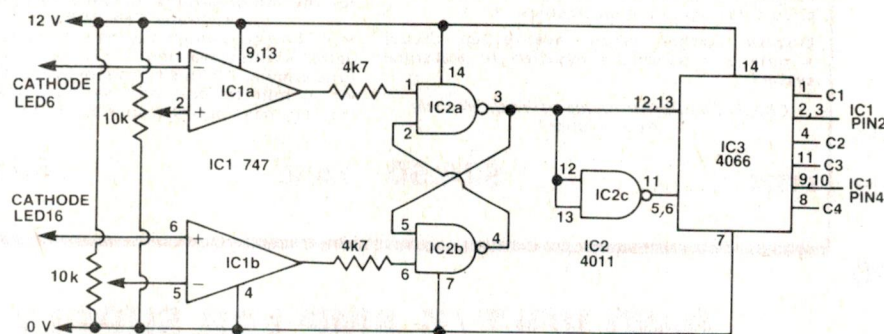 12 V
9,13
14
14
CATHODE
LED6
1
−
2
+
IC1a
4k7
1
2
IC2a
3
12,13
IC3
4066
1
C1
2, 3
IC1
PIN2
4
C2
11
C3
9,10
IC1
PIN4
8
C4
10k
IC1 747
12
13
IC2c
11
5,6
7
CATHODE
LED16
6
+
5
−
IC1b
4
4k7
5
6
IC2b
4
7
IC2
4011
10k
0 V